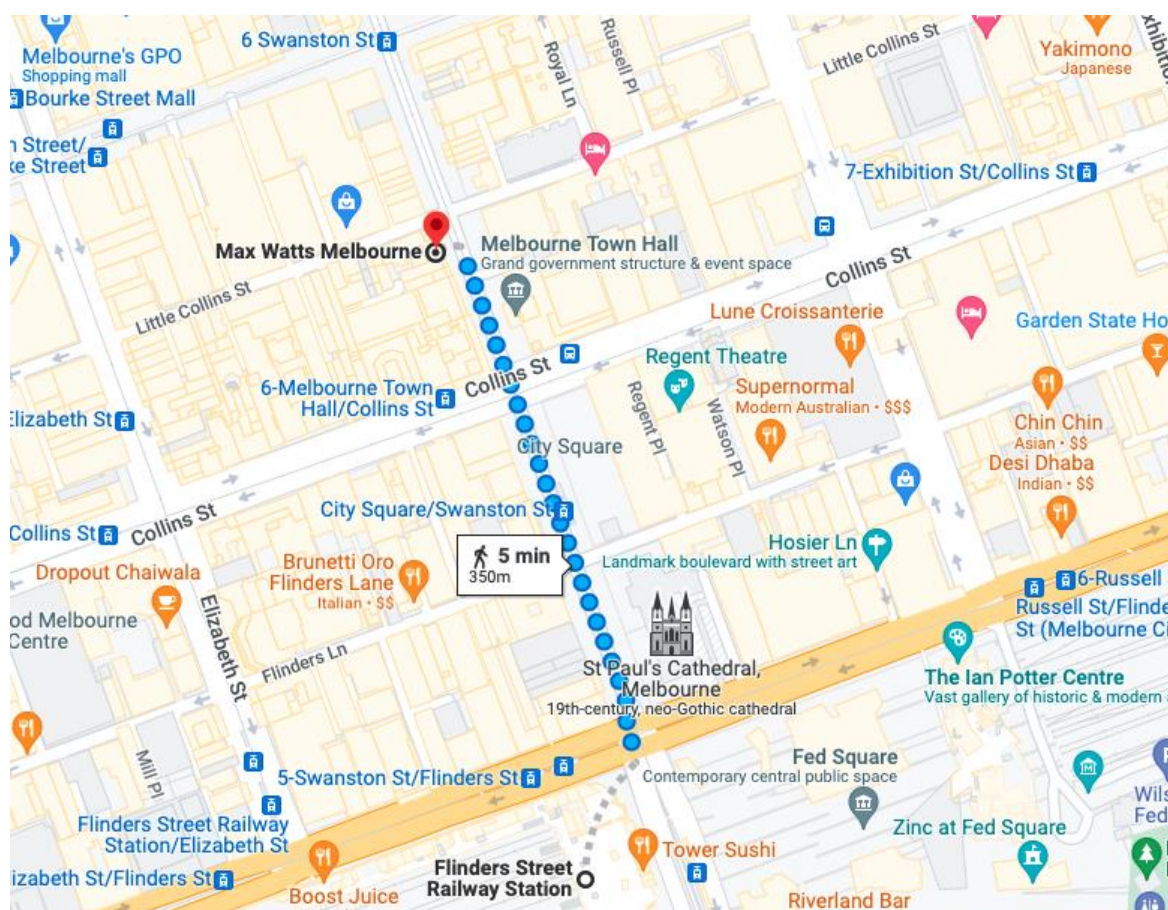 6 Swanston St
Melbourne's GPO
Shopping mall
Bourke Street Mall
Royal Ln
Russell Pl
Little Collins St
Yakimono
Japanese
n Street/
ke Street
7-Exhibition St/Collins St
Max Watts Melbourne
Melbourne Town Hall
Grand government structure & event space
Collins St
Little Collins St
Lune Croissanterie
Garden State Ho
Regent Theatre
6-Melbourne Town
Hall/Collins St
Collins St
Supernormal
Modern Australian · $$$
Regent Pl
Watson Pl
Elizabeth St
Chin Chin
Asian · $$
City Square
Desi Dhaba
Indian · $$
City Square/Swanston St
Collins St
Collins St
Hosier Ln
Landmark boulevard with street art
5 min
350m
Brunetti Oro
Flinders Lane
Italian · $$
Dropout Chaiwala
6-Russell
Russell St/Flinde
St (Melbourne Ci
od Melbourne
Centre
Elizabeth St
Flinders Ln
St Paul's Cathedral,
Melbourne
19th-century, neo-Gothic cathedral
The Ian Potter Centre
Vast gallery of historic & modern
Fed Square
Contemporary central public space
5-Swanston St/Flinders St
Mill Pl
Wils
Fed
Flinders Street Railway
Station/Elizabeth St
Zinc at Fed Square
Tower Sushi
Flinders Street
Railway Station
izabeth St/Flinders St
Boost Juice
Riverland Bar